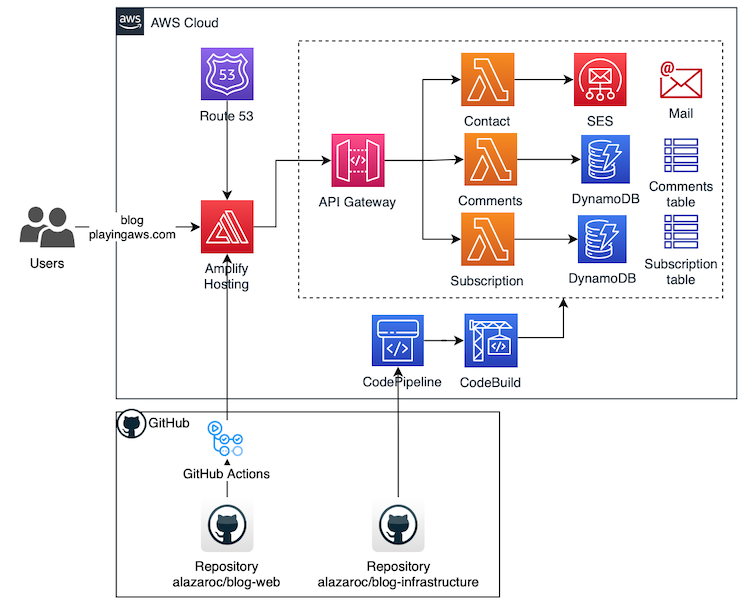 aws
AWS Cloud
53
Route 53
Contact
SES
@
Mail
API Gateway
Comments
DynamoDB
Comments
table
blog
playingaws.com
Users
Amplify
Hosting
Subscription
DynamoDB
Subscription
table
CodePipeline
CodeBuild
GitHub
GitHub Actions
Repository
alazaroc/blog-web
Repository
alazaroc/blog-infrastructure